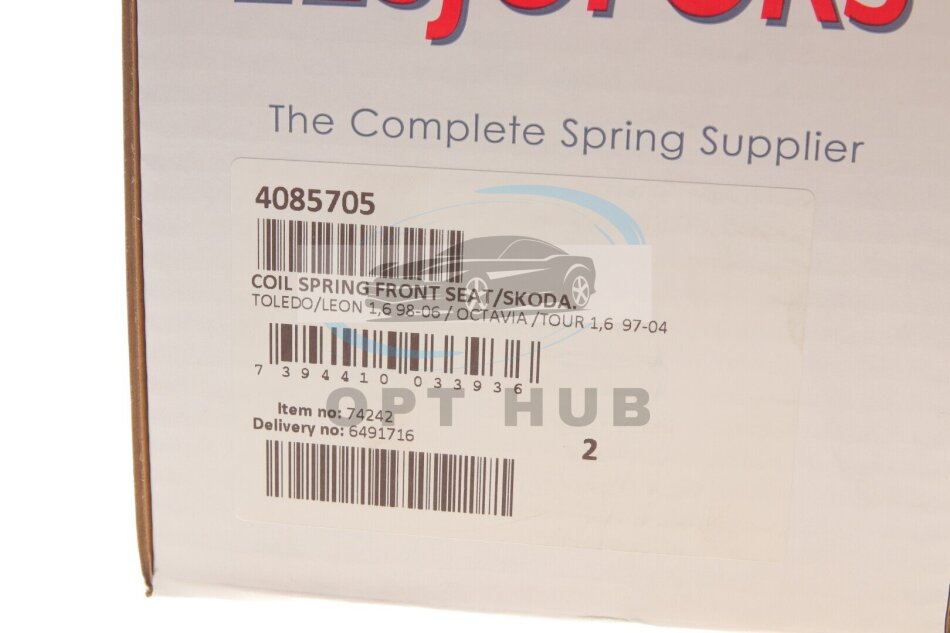 The Complete Spring Supplier
4085705
COIL SPRING FRONT SEAT/SKODA
TOLEDO/LEON 1,6 98-06 / OCTAVIA /TOUR 1,6 97-04
7 394410 033936
OPT HUB
Item no: 74242
Delivery no: 6491716
2